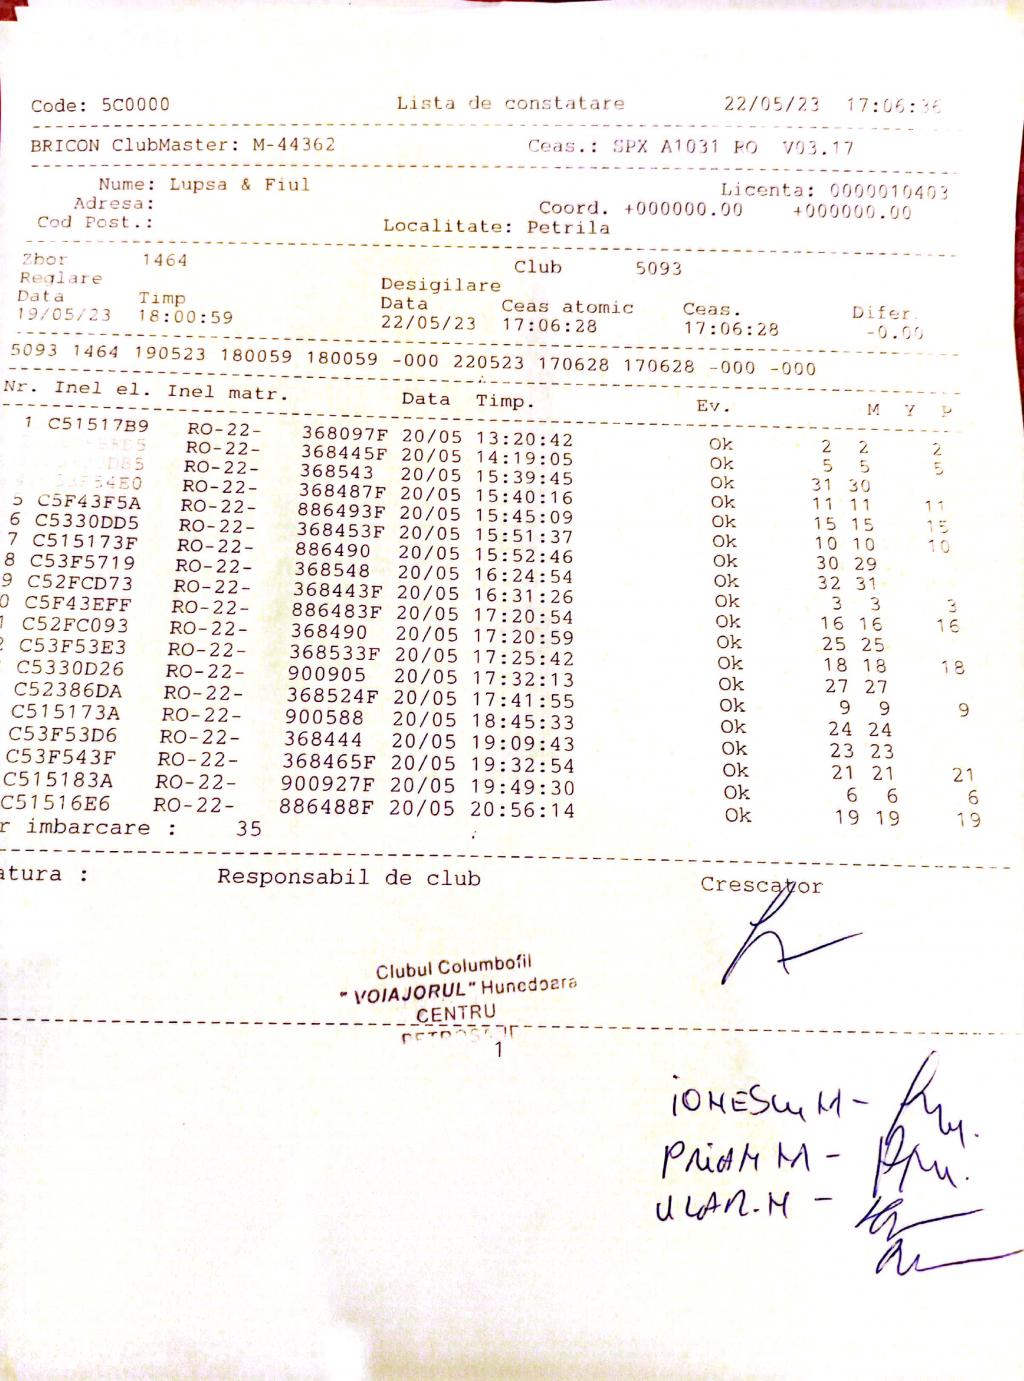 Code: 5C0000 Lista de constatare 22/05/23 17:06:36
BRICON ClubMaster: M-44362 Ceas.: SPX A1031 RO V03.17
Nume: Lupsa & Fiul Licenta: 0000010403
Adresa: Coord. +000000.00 +000000.00
Cod Post.: Localitate: Petrila
Zbor 1464 Club 5093
Reglare Desigilare
Data Timp Data Ceas atomic Ceas. Difer.
19/05/23 18:00:59 22/05/23 17:06:28 17:06:28 -0.00
5093 1464 190523 180059 180059 -000 220523 170628 170628 -000 -000
Nr. Inel el. Inel matr. Data Timp. Ev. M Y P
1 C51517B9 RO-22- 368097F 20/05 13:20:42 Ok 2 2 2
RO-22- 368445F 20/05 14:19:05 Ok 5 5 5
RO-22- 368543 20/05 15:39:45 Ok 31 30
RO-22- 368487F 20/05 15:40:16 Ok 11 11 11
5 C5F43F5A RO-22- 886493F 20/05 15:45:09 Ok 15 15 15
6 C5330DD5 RO-22- 368453F 20/05 15:51:37 Ok 10 10 10
7 C515173F RO-22- 886490 20/05 15:52:46 Ok 30 29
8 C53F5719 RO-22- 368548 20/05 16:24:54 Ok 32 31
9 C52FCD73 RO-22- 368443F 20/05 16:31:26 Ok 3 3 3
0 C5F43EFF RO-22- 886483F 20/05 17:20:54 Ok 16 16 16
C52FC093 RO-22- 368490 20/05 17:20:59 Ok 25 25
C53F53E3 RO-22- 368533F 20/05 17:25:42 Ok 18 18 18
C5330D26 RO-22- 900905 20/05 17:32:13 Ok 27 27
C52386DA RO-22- 368524F 20/05 17:41:55 Ok 9 9 9
C515173A RO-22- 900588 20/05 18:45:33 Ok 24 24
C53F53D6 RO-22- 368444 20/05 19:09:43 Ok 23 23
C53F543F RO-22- 368465F 20/05 19:32:54 Ok 21 21 21
C515183A RO-22- 900927F 20/05 19:49:30 Ok 6 6 6
C51516E6 RO-22- 886488F 20/05 20:56:14 Ok 19 19 19
r imbarcare : 35
atura : Responsabil de club Crescator
Clubul Columbofil
"VOIAJORUL" Hunedoara
CENTRU
1
IONESCU M -
PRIAM M -
ULAR.M -